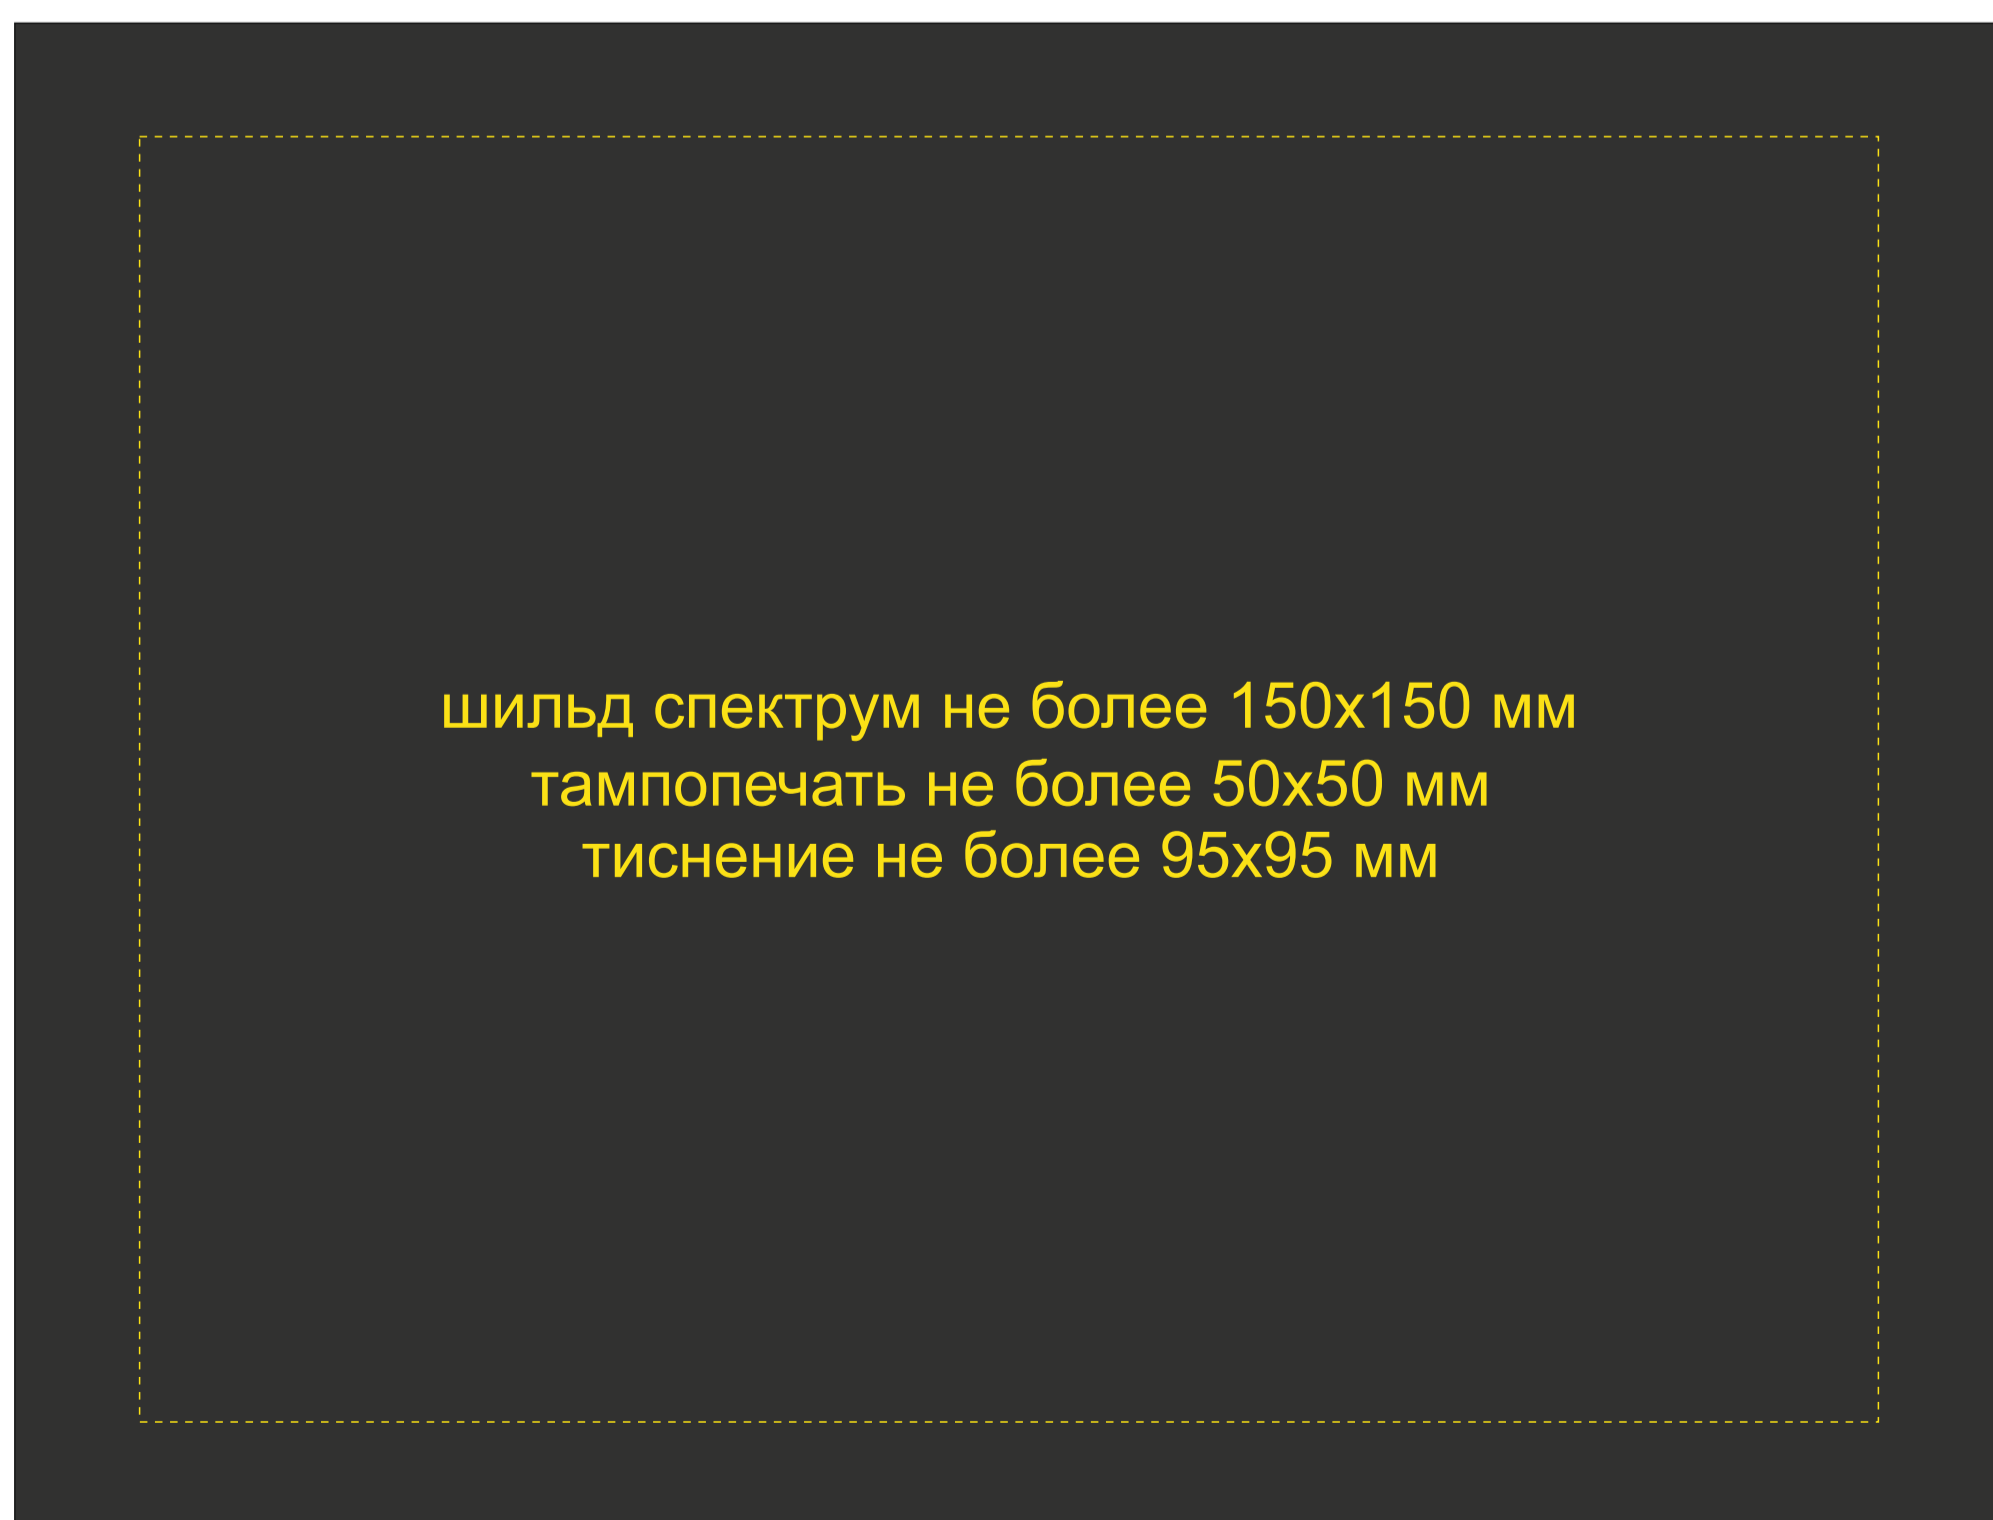 шильд спектрум не более 150х150 мм
тампопечать не более 50х50 мм
тиснение не более 95х95 мм